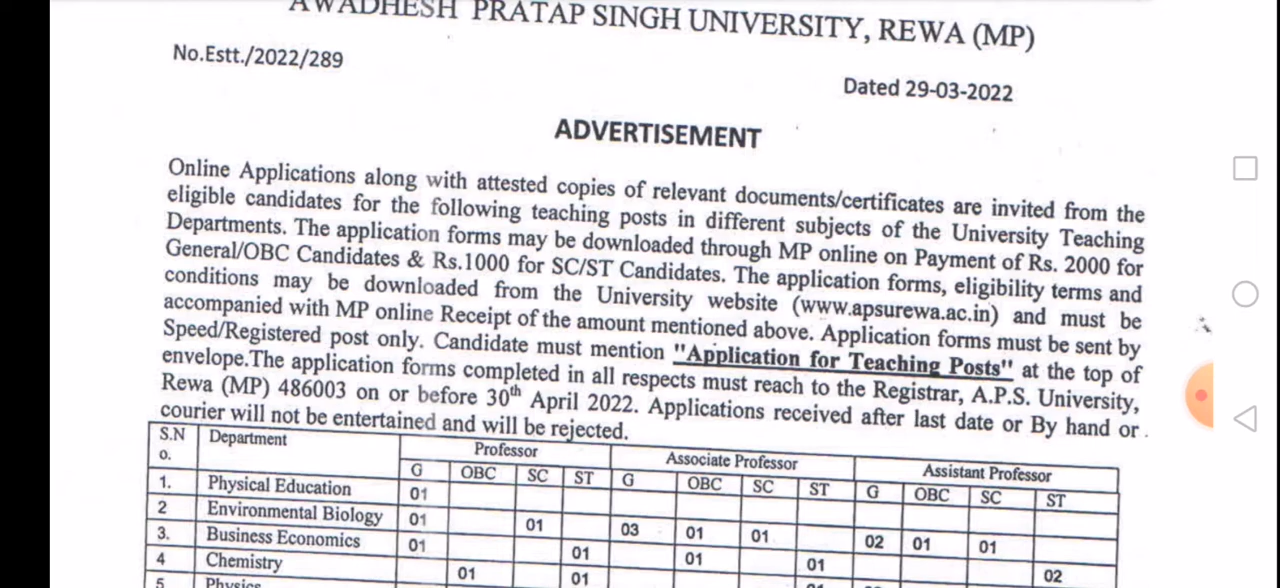 AWADHESH PRATAP SINGH UNIVERSITY, REWA (MP)
No.Estt./2022/289
Dated 29-03-2022
ADVERTISEMENT
Online Applications along with attested copies of relevant documents/certificates are invited from the
eligible candidates for the following teaching posts in different subjects of the University Teaching
Departments. The application forms may be downloaded through MP online on Payment of Rs. 2000 for
General/OBC Candidates & Rs.1000 for SC/ST Candidates. The application forms, eligibility terms and
conditions may be downloaded from the University website (www.apsurewa.ac.in) and must be
accompanied with MP online Receipt of the amount mentioned above. Application forms must be sent by
Speed/Registered post only. Candidate must mention "Application for Teaching Posts" at the top of
envelope.The application forms completed in all respects must reach to the Registrar, A.P.S. University,
Rewa (MP) 486003 on or before 30th April 2022. Applications received after last date or By hand or
courier will not be entertained and will be rejected.
S.N o. Department Professor Associate Professor Assistant Professor
G OBC SC ST G OBC SC ST G OBC SC ST
1. Physical Education 01
2 Environmental Biology 01 01 03 01 01 02 01 01
3. Business Economics 01 01 01 01
4 Chemistry 01 01 02
5 Physics 01